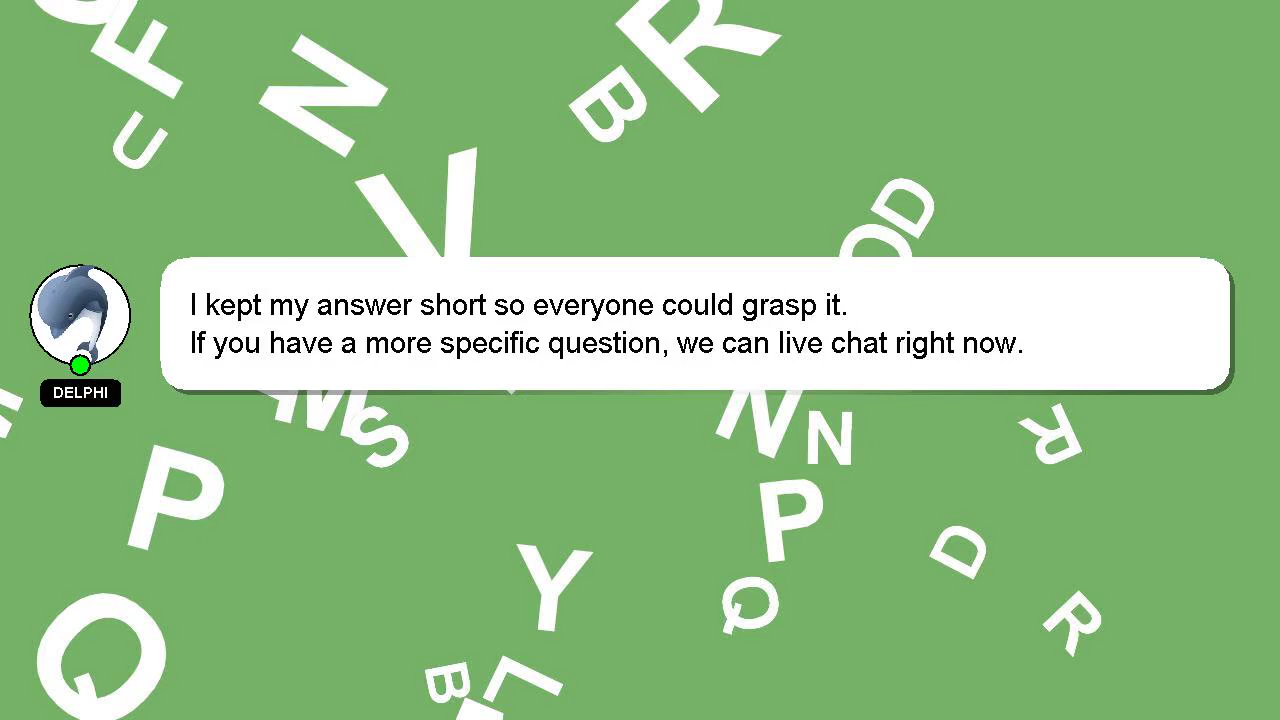 I kept my answer short so everyone could grasp it.
If you have a more specific question, we can live chat right now.
DELPHI
F
N
U
B
R
V
D
O
M
S
N
N
R
P
P
Y
D
Q
Q
R
B
L